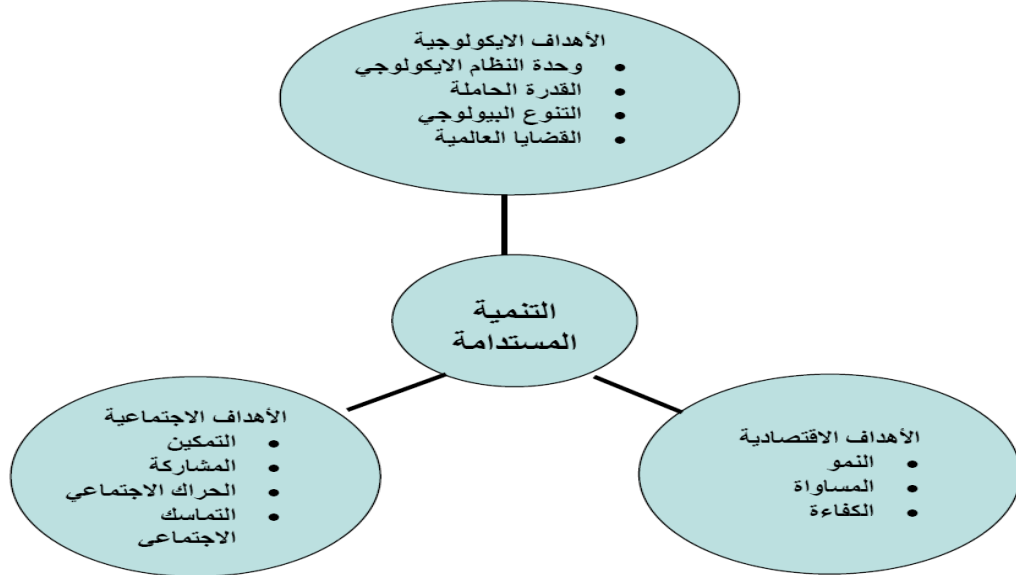 الأهداف الايكولوجية
• وحدة النظام الايكولوجي
• القدرة الحاملة
• التنوع البيولوجي
• القضايا العالمية
التنمية
المستدامة
الأهداف الاقتصادية
• النمو
• المساواة
• الكفاءة
الأهداف الاجتماعية
• التمكين
• المشاركة
• الحراك الاجتماعي
• التماسك
الاجتماعى